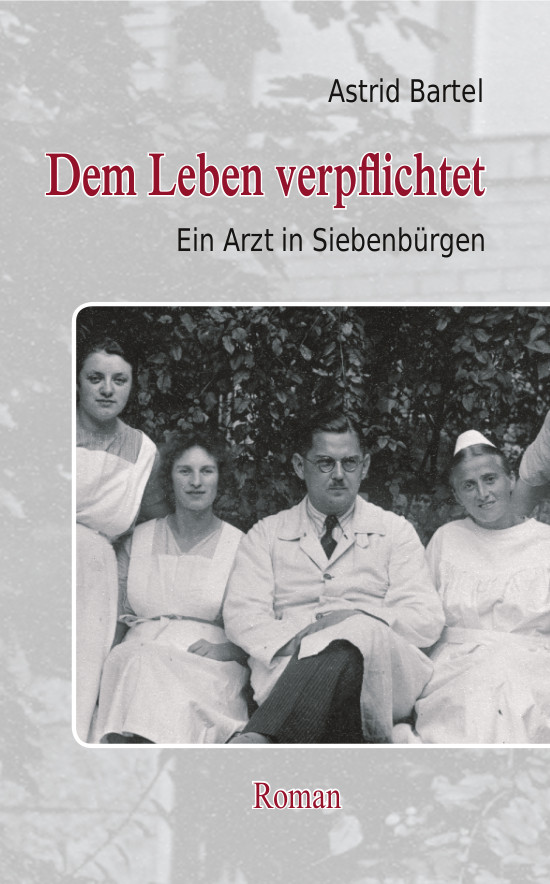 Astrid Bartel
Dem Leben verpflichtet
Ein Arzt in Siebenbürgen
Roman